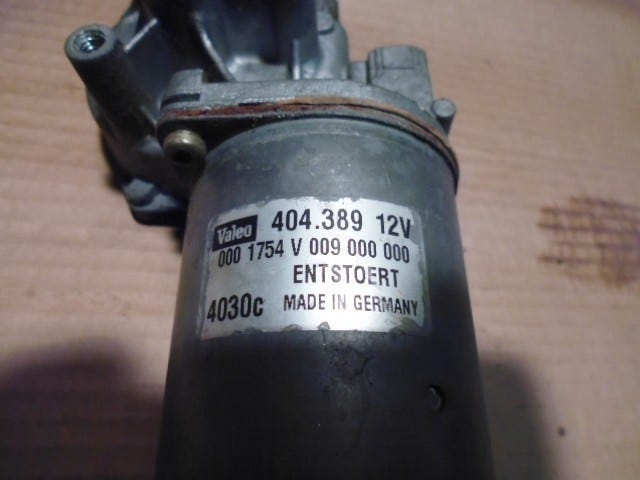 Valeo 404.389 12V
000 1754 V 009 000 000
ENTSTOERT
4030c MADE IN GERMANY